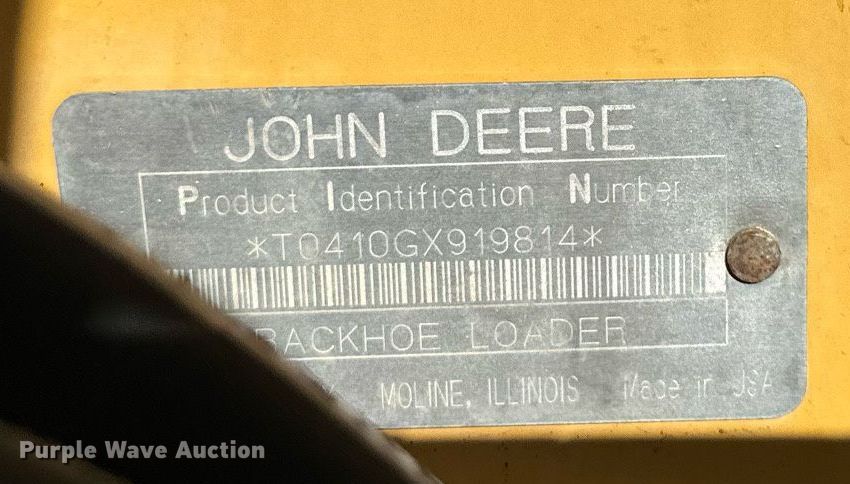 JOHN DEERE
Product Identification Number
*T0410GX919814*
BACKHOE LOADER
MOLINE, ILLINOIS Made in USA
Purple Wave Auction